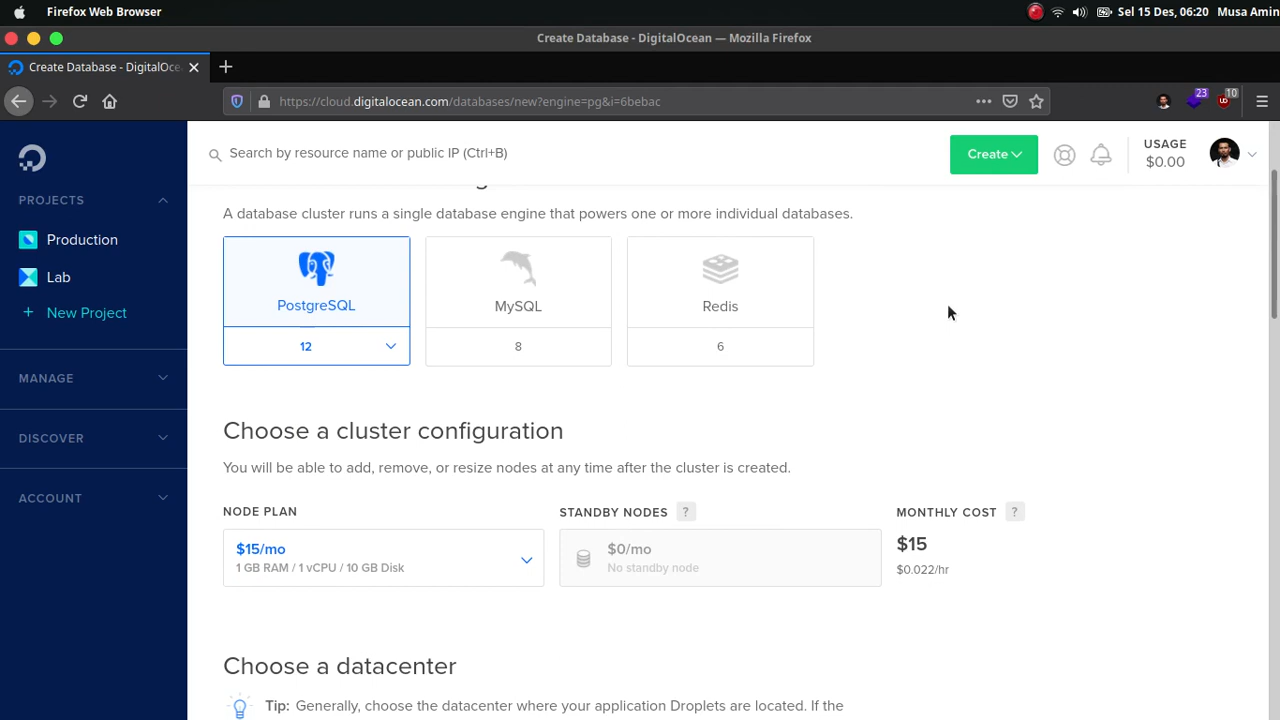 Firefox Web Browser
Sel 15 Des, 06:20 Musa Amin
Create Database - DigitalOcean — Mozilla Firefox
Create Database - DigitalOce
https://cloud.digitalocean.com/databases/new?engine=pg&i=6bebac
23
10
Search by resource name or public IP (Ctrl+B)
Create
USAGE
$0.00
PROJECTS
Production
Lab
+ New Project
MANAGE
DISCOVER
ACCOUNT
A database cluster runs a single database engine that powers one or more individual databases.
PostgreSQL
MySQL
Redis
12
8
6
Choose a cluster configuration
You will be able to add, remove, or resize nodes at any time after the cluster is created.
NODE PLAN
STANDBY NODES ?
MONTHLY COST ?
$15/mo
1 GB RAM / 1 vCPU / 10 GB Disk
$0/mo
No standby node
$15
$0.022/hr
Choose a datacenter
Tip: Generally, choose the datacenter where your application Droplets are located. If the